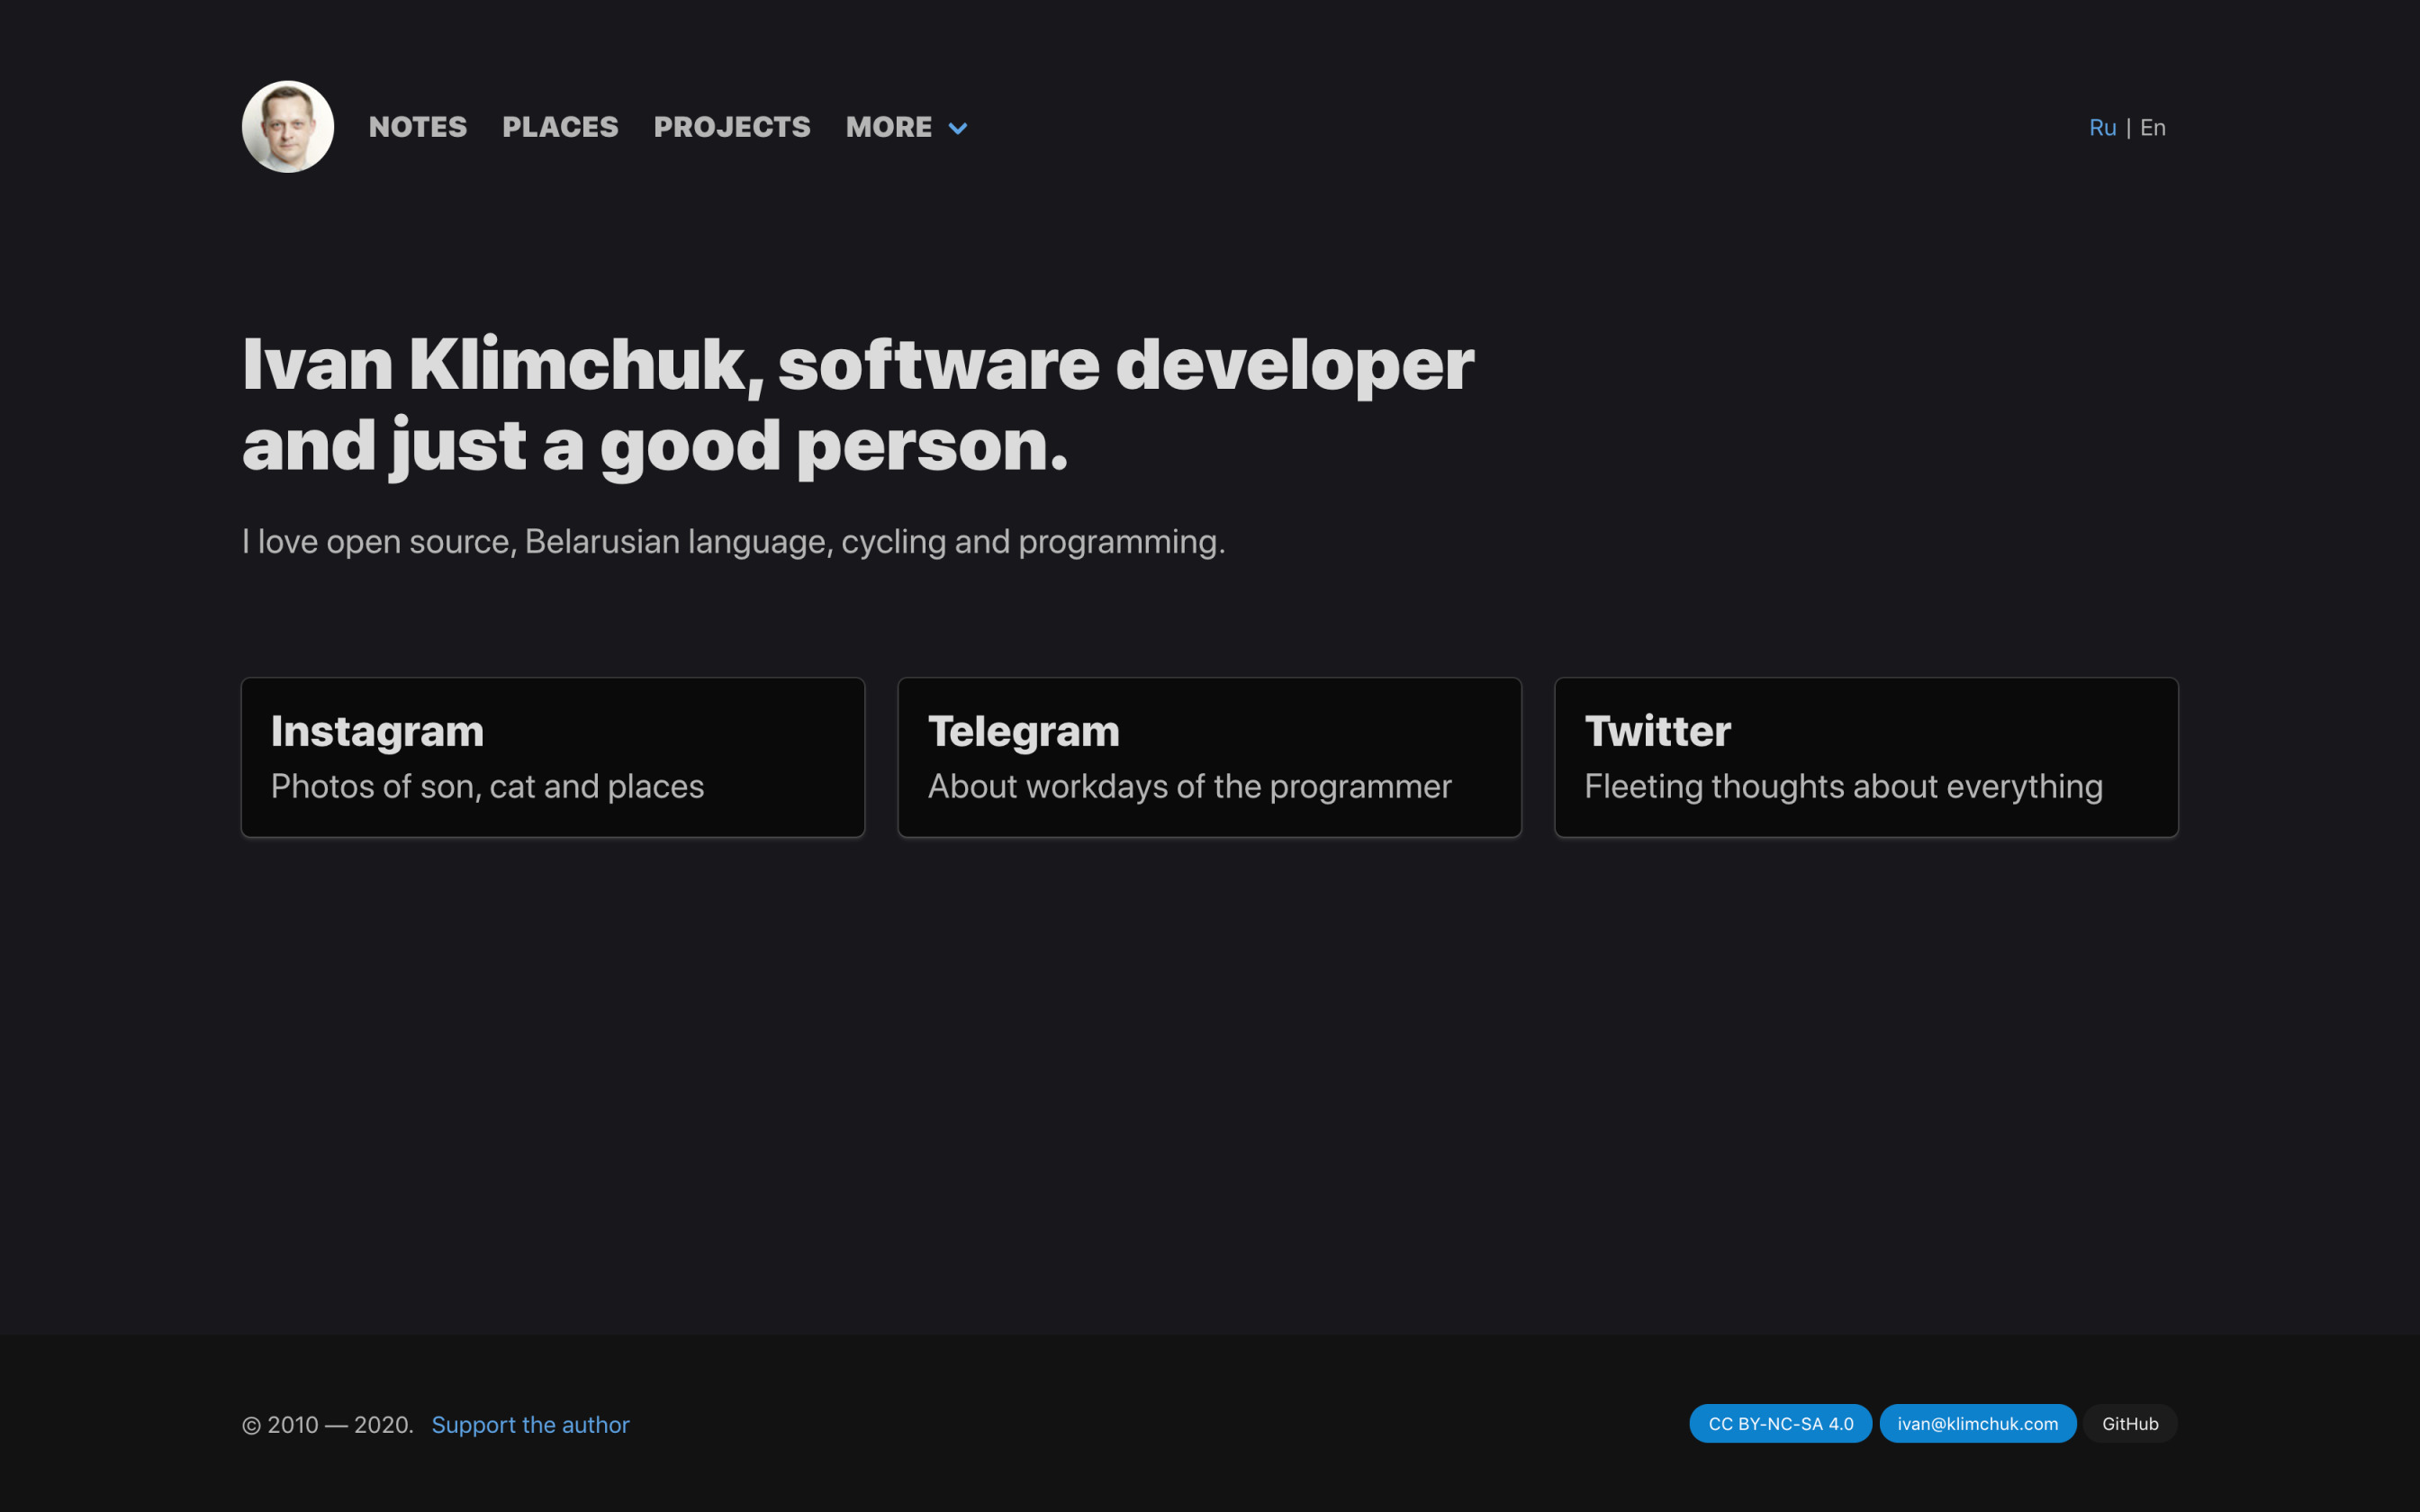 NOTES PLACES PROJECTS MORE Ru | En
Ivan Klimchuk, software developer
and just a good person.
I love open source, Belarusian language, cycling and programming.
Instagram
Photos of son, cat and places
Telegram
About workdays of the programmer
Twitter
Fleeting thoughts about everything
© 2010 — 2020. Support the author CC BY-NC-SA 4.0 ivan@klimchuk.com GitHub